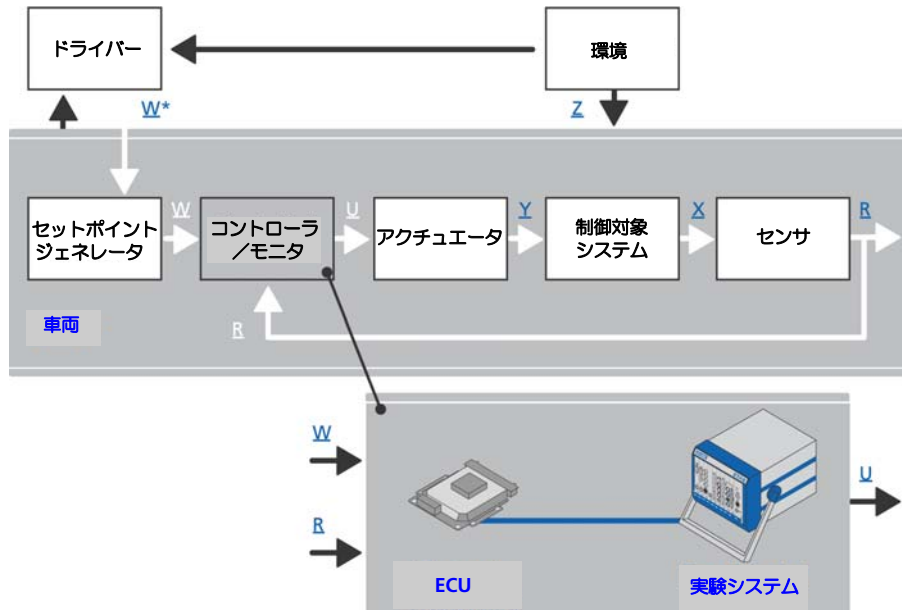 ドライバー
環境
W*
Z
セットポイント
ジェネレータ
W
コントローラ
／モニタ
U
アクチュエータ
Y
制御対象
システム
X
センサ
R
車両
R
W
R
U
ECU
実験システム